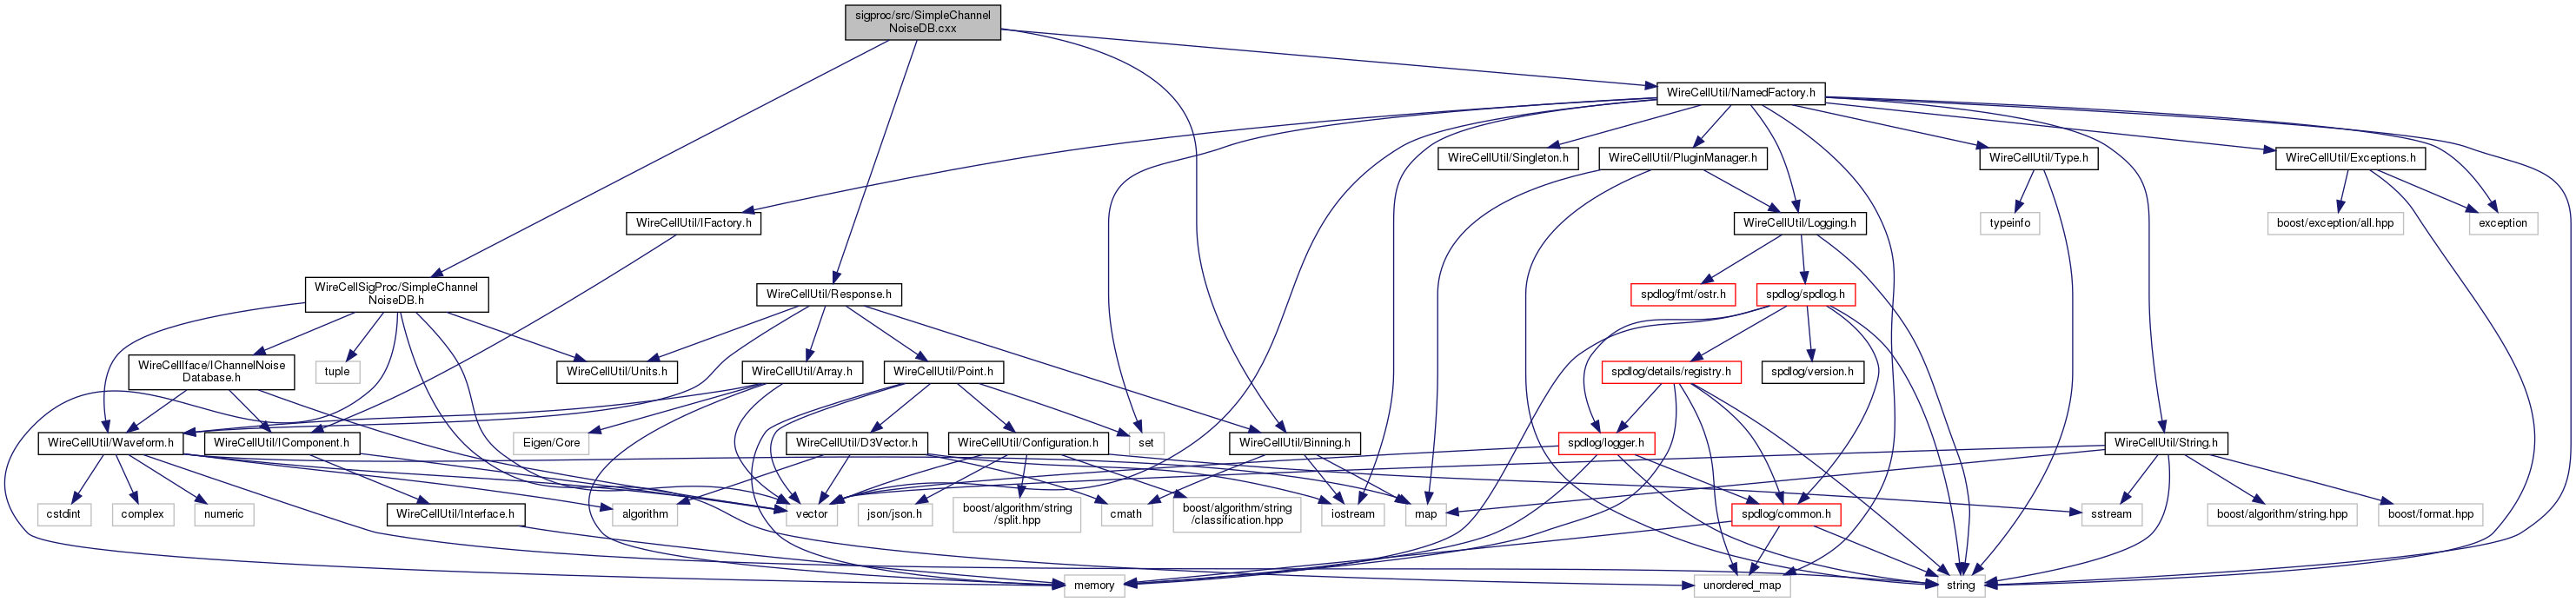 sigproc/src/SimpleChannel
NoiseDB.cxx
WireCellUtil/NamedFactory.h
WireCellUtil/Singleton.h
WireCellUtil/PluginManager.h
WireCellUtil/Type.h
WireCellUtil/Exceptions.h
WireCellUtil/IFactory.h
WireCellUtil/Logging.h
typeinfo
boost/exception/all.hpp
exception
WireCellSigProc/SimpleChannel
NoiseDB.h
WireCellUtil/Response.h
spdlog/fmt/ostr.h
spdlog/spdlog.h
WireCellIface/IChannelNoise
Database.h
tuple
WireCellUtil/Units.h
WireCellUtil/Array.h
WireCellUtil/Point.h
spdlog/details/registry.h
spdlog/version.h
WireCellUtil/Waveform.h
WireCellUtil/IComponent.h
Eigen/Core
WireCellUtil/D3Vector.h
WireCellUtil/Configuration.h
set
WireCellUtil/Binning.h
spdlog/logger.h
WireCellUtil/String.h
cstdint
complex
numeric
WireCellUtil/Interface.h
algorithm
vector
json/json.h
boost/algorithm/string
/split.hpp
cmath
boost/algorithm/string
/classification.hpp
iostream
map
spdlog/common.h
sstream
boost/algorithm/string.hpp
boost/format.hpp
memory
unordered_map
string